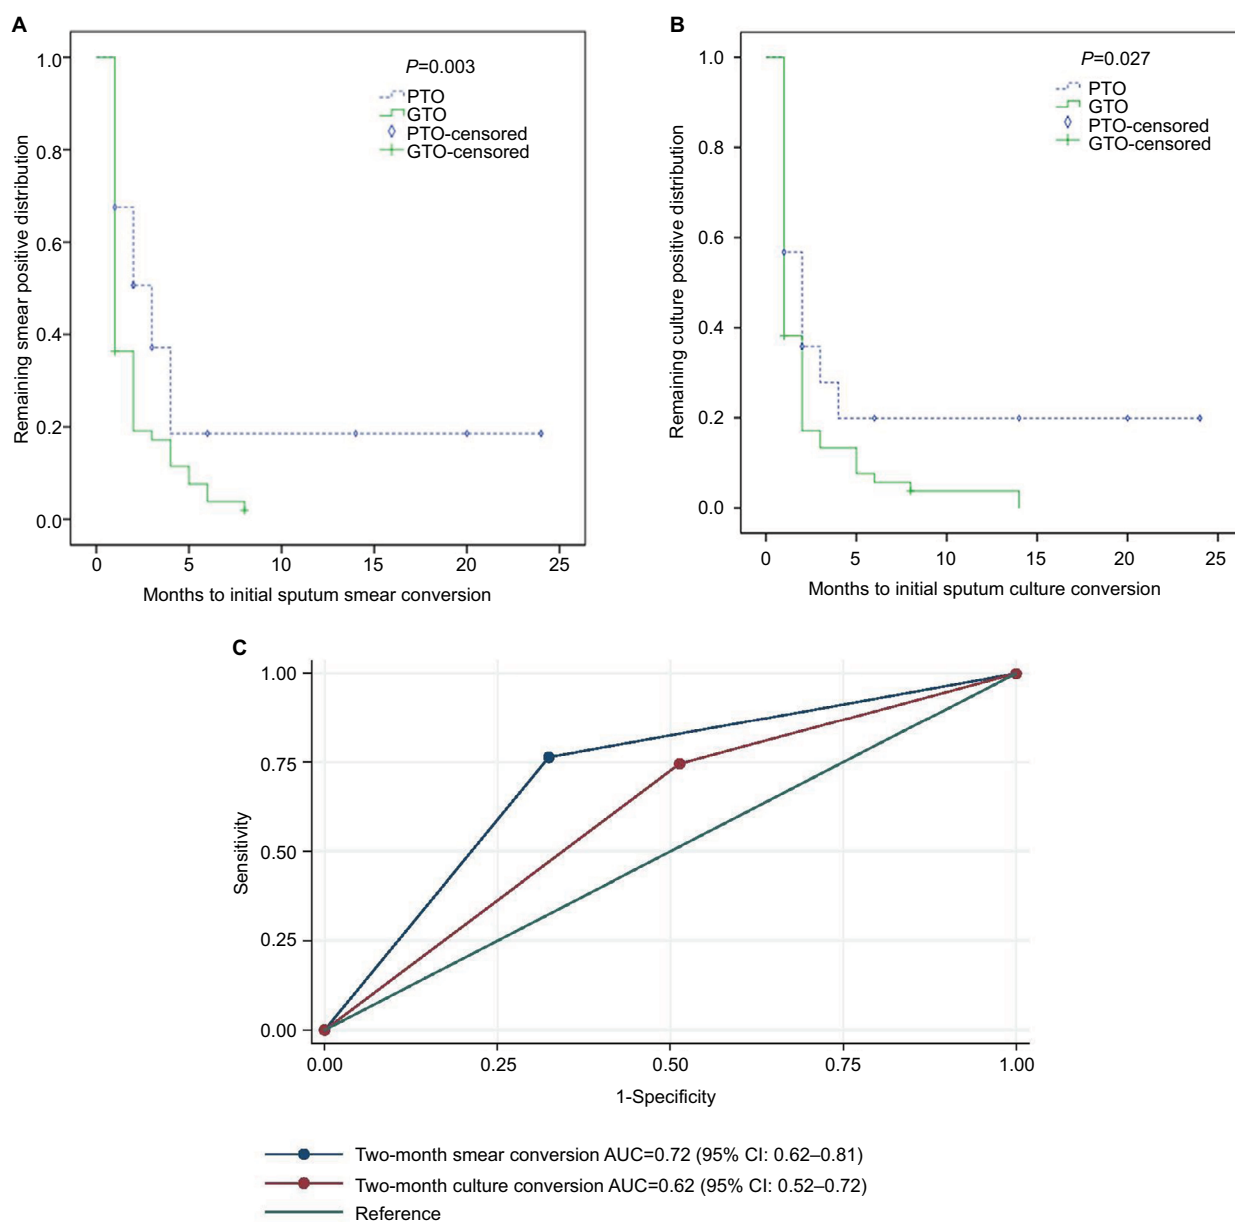 A
P=0.003
PTO
GTO
PTO-censored
GTO-censored
Remaining smear positive distribution
1.0
0.8
0.6
0.4
0.2
0.0
0 5 10 15 20 25
Months to initial sputum smear conversion
B
P=0.027
PTO
GTO
PTO-censored
GTO-censored
Remaining culture positive distribution
1.0
0.8
0.6
0.4
0.2
0.0
0 5 10 15 20 25
Months to initial sputum culture conversion
C
Sensitivity
1.00
0.75
0.50
0.25
0.00
0.00 0.25 0.50 0.75 1.00
1-Specificity
Two-month smear conversion AUC=0.72 (95% CI: 0.62–0.81)
Two-month culture conversion AUC=0.62 (95% CI: 0.52–0.72)
Reference